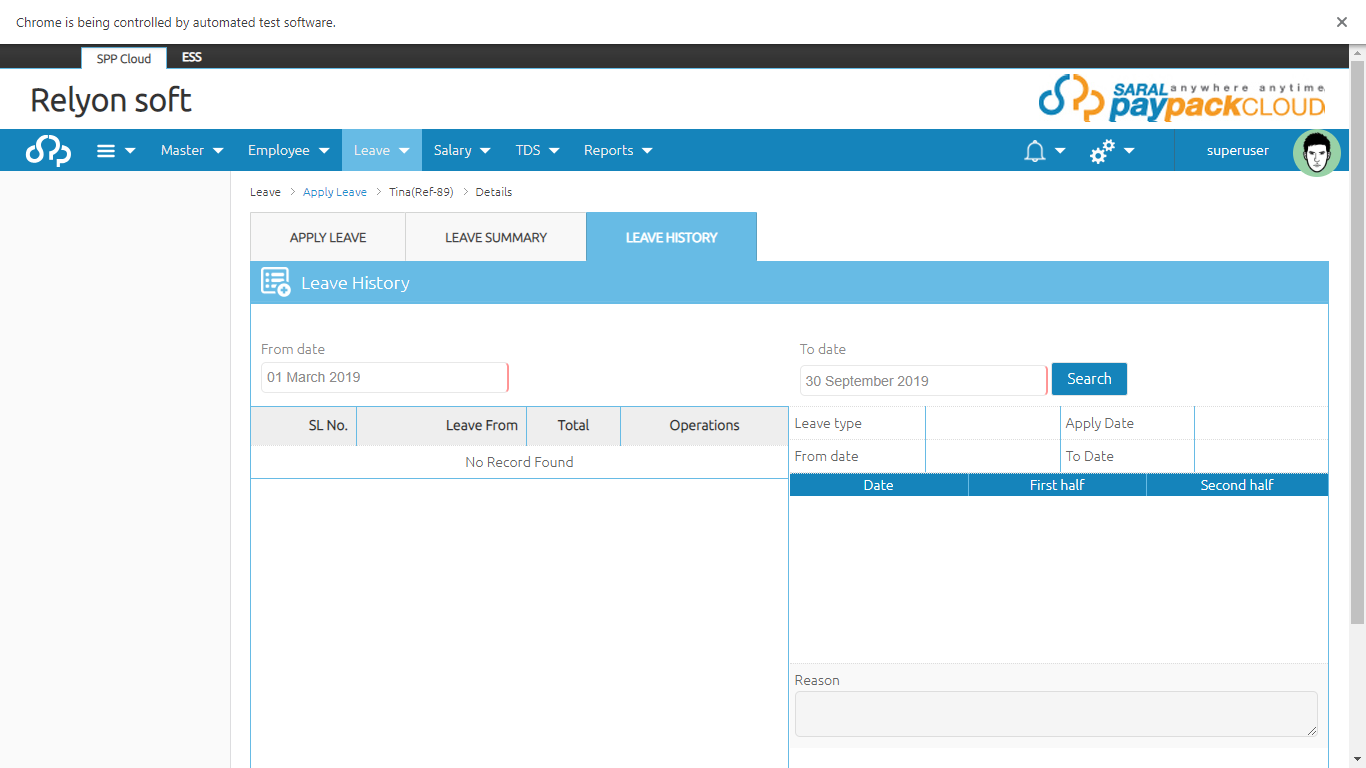 Chrome is being controlled by automated test software.
SPP Cloud ESS
Relyon soft
SARAL anywhere anytime
paypackCLOUD
Master Employee Leave Salary TDS Reports superuser
Leave > Apply Leave > Tina(Ref-89) > Details
APPLY LEAVE LEAVE SUMMARY LEAVE HISTORY
Leave History
From date To date
01 March 2019 30 September 2019 Search
SL No. Leave From Total Operations Leave type Apply Date
No Record Found From date To Date
Date First half Second half
Reason